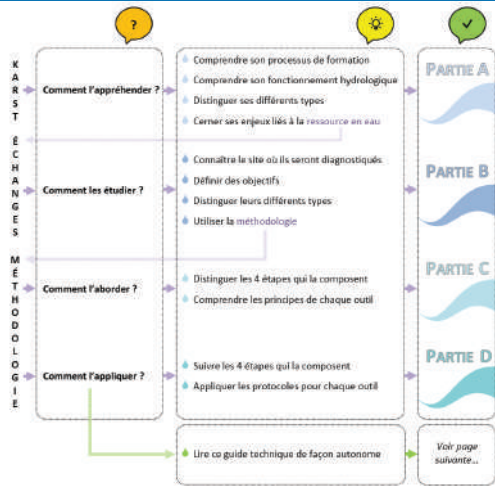 ?
KARST
Comment l'appréhender ?
Comprendre son processus de formation
Comprendre son fonctionnement hydrologique
Distinguer ses différents types
Cerner ses enjeux liés à la ressource en eau
PARTIE A
ÉCHANGES
Comment les étudier ?
Connaître le site où ils seront diagnostiqués
Définir des objectifs
Distinguer leurs différents types
Utiliser la méthodologie
PARTIE B
MÉTHODOLOGIE
Comment l'aborder ?
Distinguer les 4 étapes qui la composent
Comprendre les principes de chaque outil
PARTIE C
Comment l'appliquer ?
Suivre les 4 étapes qui la composent
Appliquer les protocoles pour chaque outil
PARTIE D
Lire ce guide technique de façon autonome
Voir page
suivante...